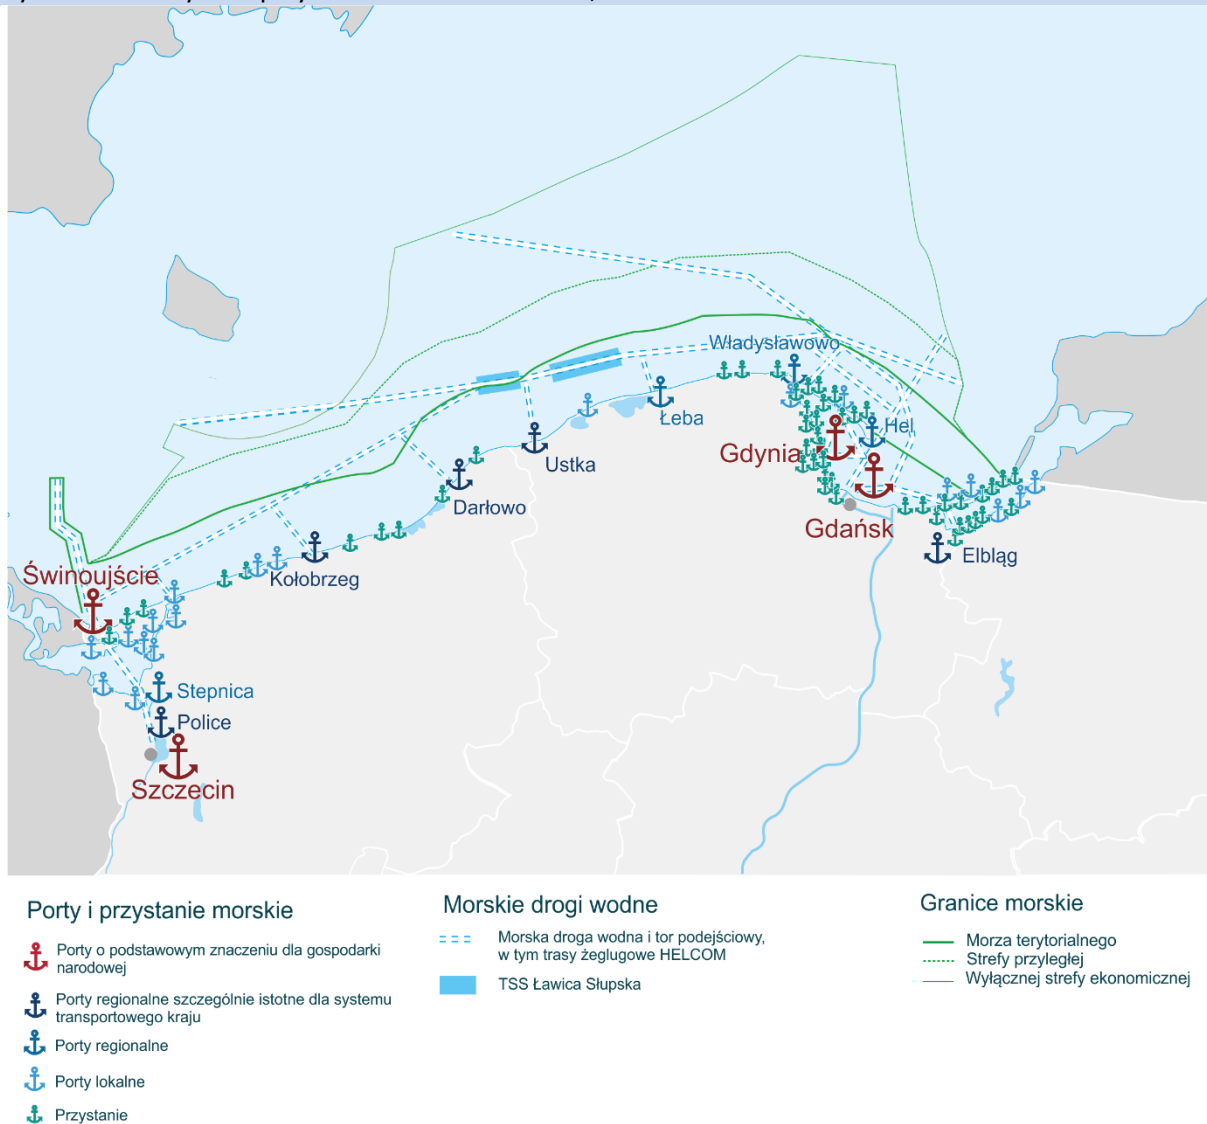 Władysławowo
Łeba
Hel
Gdynia
Ustka
Darłowo
Gdańsk
Elbląg
Kołobrzeg
Świnoujście
Stepnica
Police
Szczecin
Porty i przystanie morskie
Porty o podstawowym znaczeniu dla gospodarki
narodowej
Porty regionalne szczególnie istotne dla systemu
transportowego kraju
Porty regionalne
Porty lokalne
Przystanie
Morskie drogi wodne
Morska droga wodna i tor podejściowy,
w tym trasy żeglugowe HELCOM
TSS Ławica Słupska
Granice morskie
Morza terytorialnego
Strefy przyległej
Wyłącznej strefy ekonomicznej